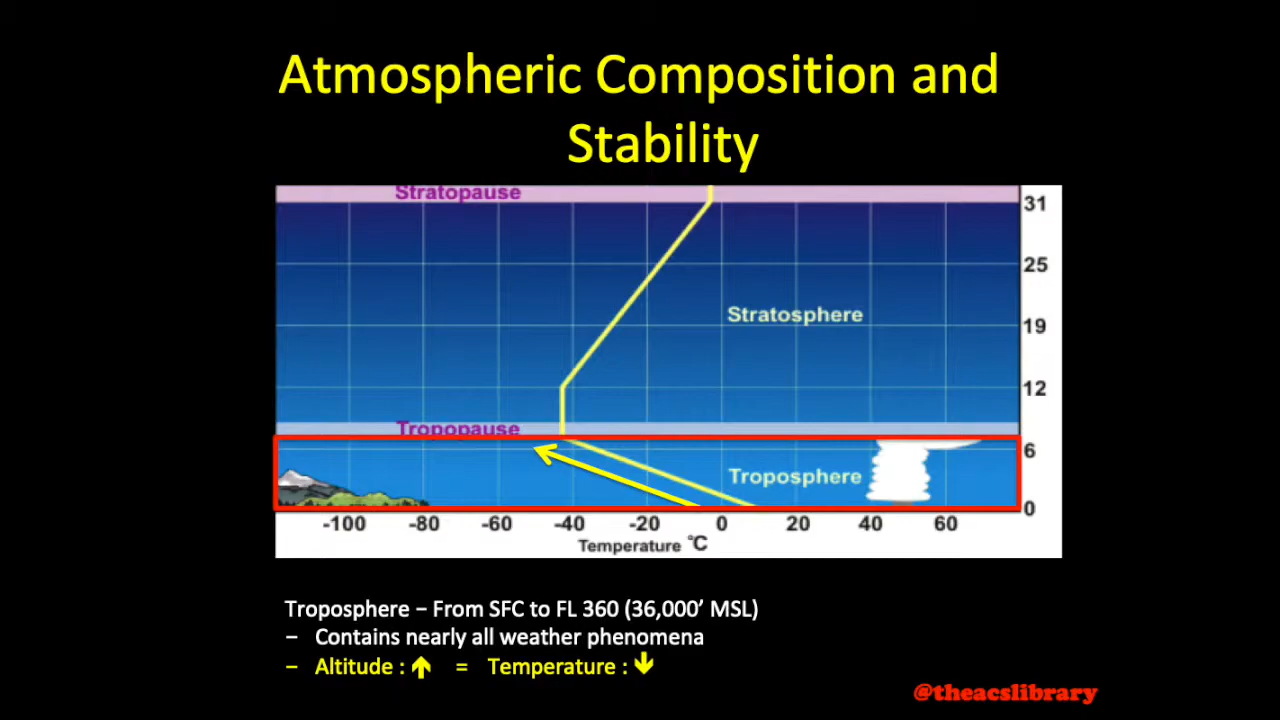 Atmospheric Composition and
Stability
Stratopause
31
25
Stratosphere
19
12
Tropopause
6
Troposphere
0
-100 -80 -60 -40 -20 0 20 40 60
Temperature °C
Troposphere – From SFC to FL 360 (36,000’ MSL)
– Contains nearly all weather phenomena
– Altitude : ↑ = Temperature : ↓
@theacslibrary